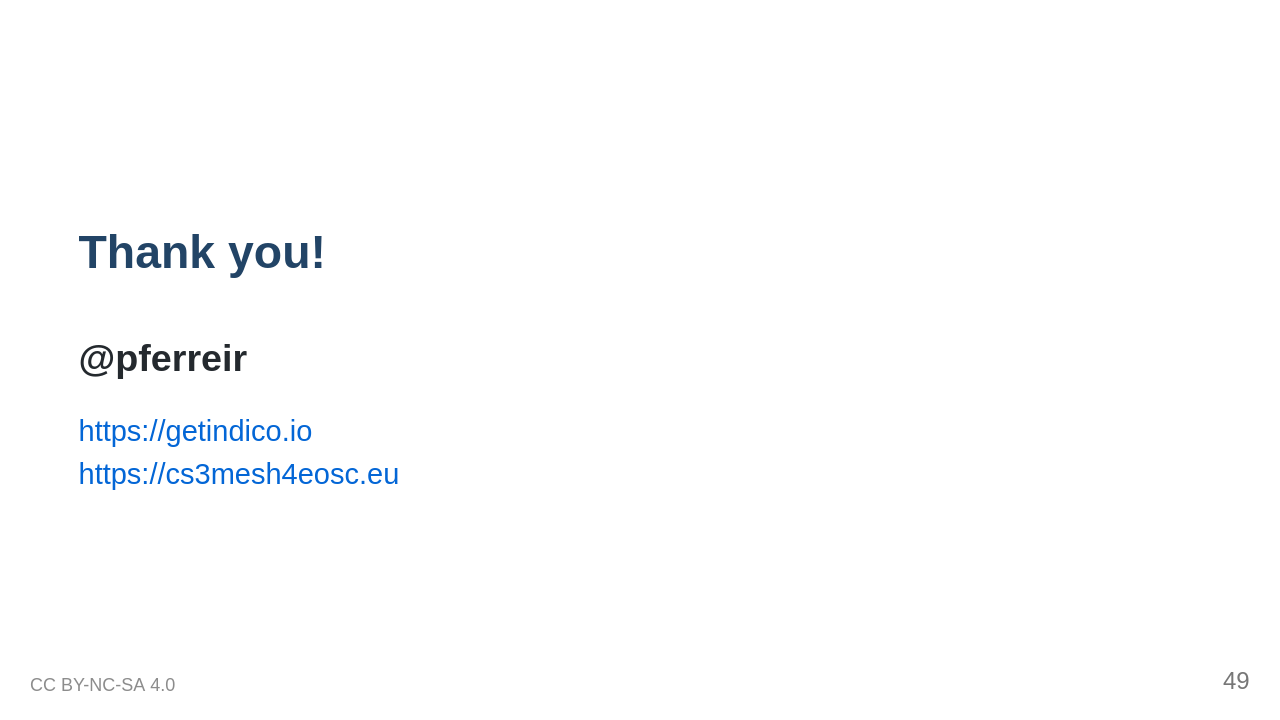 Thank you!
@pferreir
https://getindico.io
https://cs3mesh4eosc.eu
CC BY-NC-SA 4.0
49